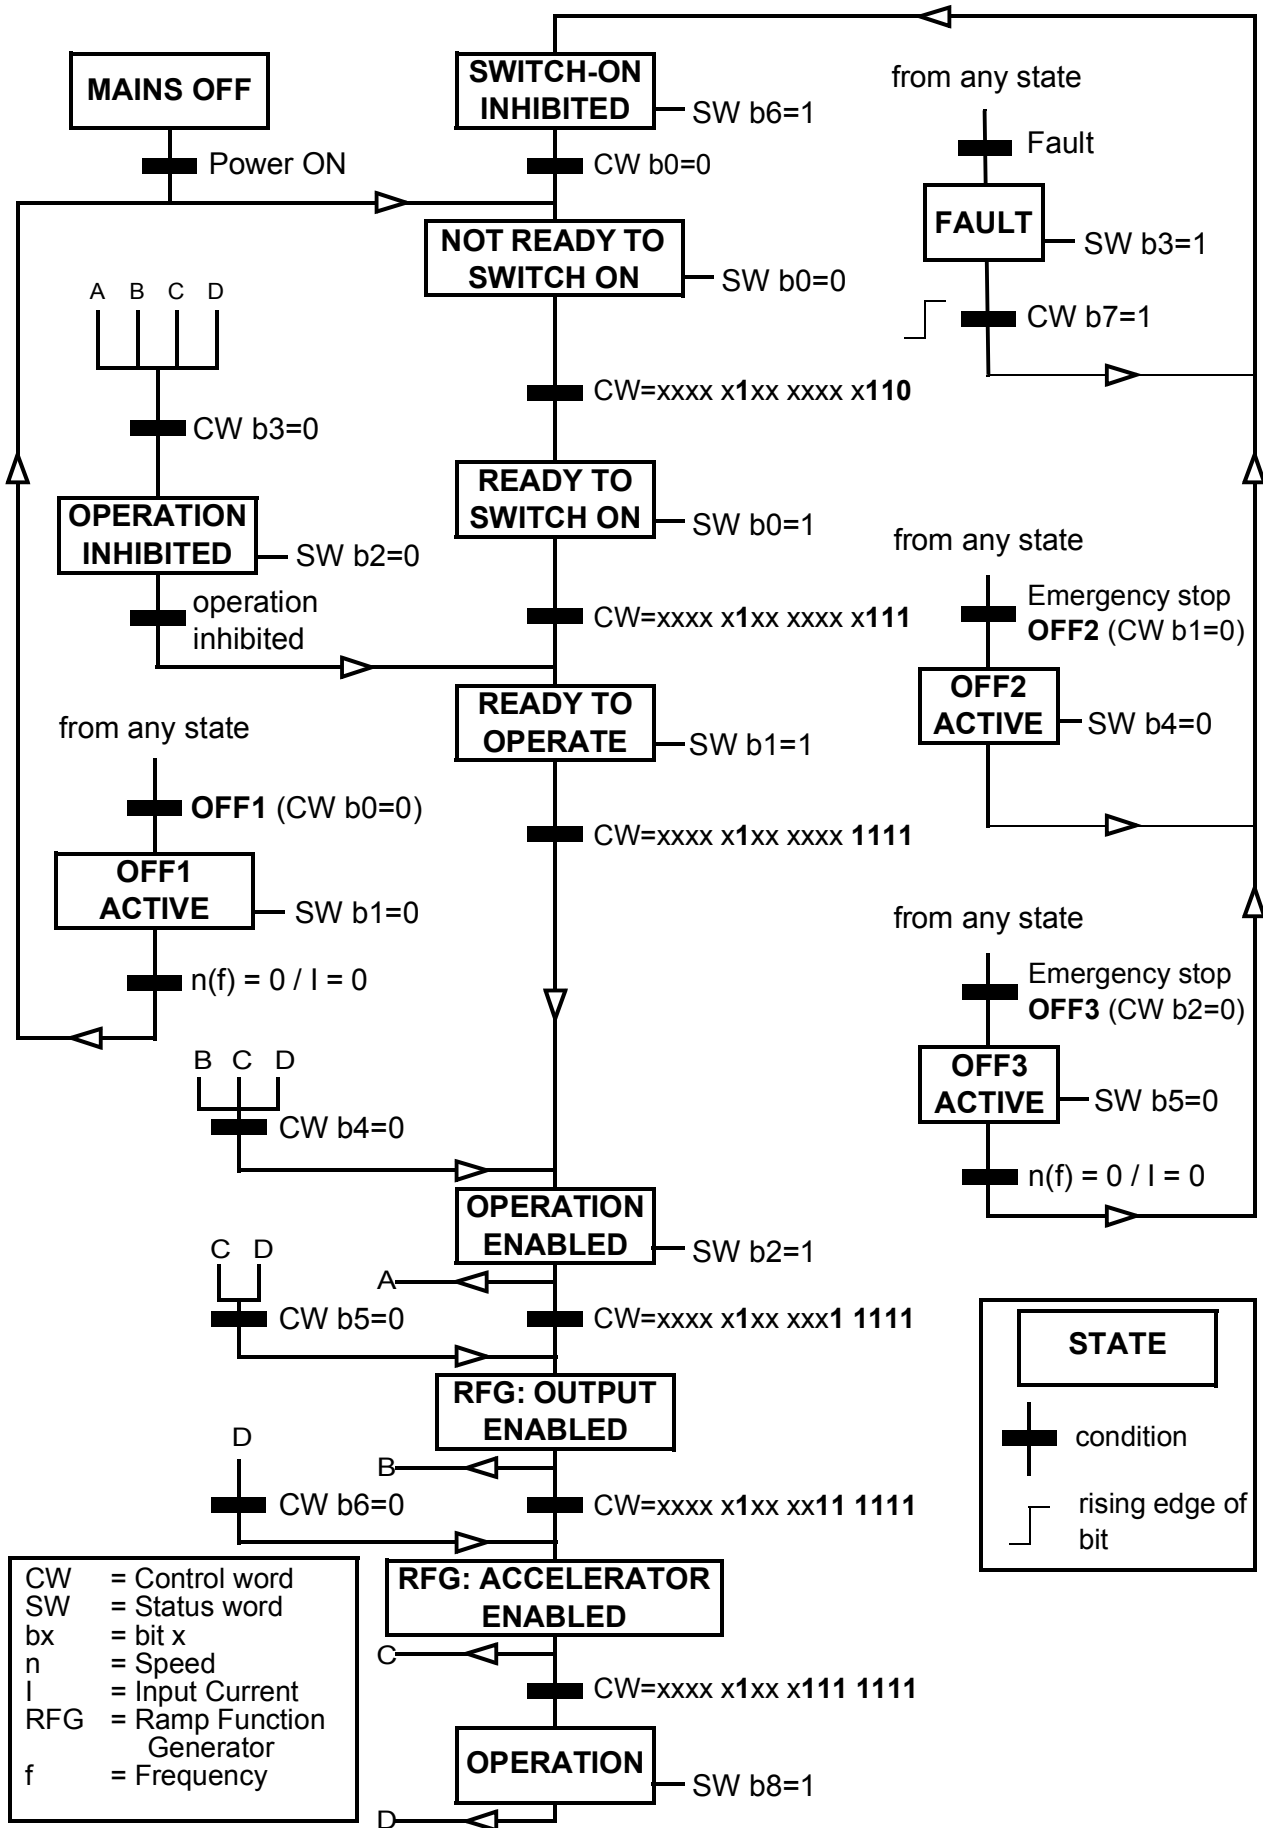 MAINS OFF
Power ON
SWITCH-ON
INHIBITED
SW b6=1
CW b0=0
NOT READY TO
SWITCH ON
SW b0=0
CW=xxxx x1xx xxxx x110
A B C D
CW b3=0
OPERATION
INHIBITED
SW b2=0
operation
inhibited
READY TO
SWITCH ON
SW b0=1
CW=xxxx x1xx xxxx x111
READY TO
OPERATE
SW b1=1
CW=xxxx x1xx xxxx 1111
from any state
OFF1 (CW b0=0)
OFF1
ACTIVE
SW b1=0
n(f) = 0 / I = 0
from any state
Fault
FAULT
SW b3=1
CW b7=1
from any state
Emergency stop
OFF2 (CW b1=0)
OFF2
ACTIVE
SW b4=0
from any state
Emergency stop
OFF3 (CW b2=0)
OFF3
ACTIVE
SW b5=0
n(f) = 0 / I = 0
B C D
CW b4=0
OPERATION
ENABLED
SW b2=1
A
C D
CW b5=0
CW=xxxx x1xx xxx1 1111
RFG: OUTPUT
ENABLED
B
D
CW b6=0
CW=xxxx x1xx xx11 1111
RFG: ACCELERATOR
ENABLED
C
CW=xxxx x1xx x111 1111
OPERATION
SW b8=1
D
STATE
condition
rising edge of
bit
CW = Control word
SW = Status word
bx = bit x
n = Speed
I = Input Current
RFG = Ramp Function
Generator
f = Frequency